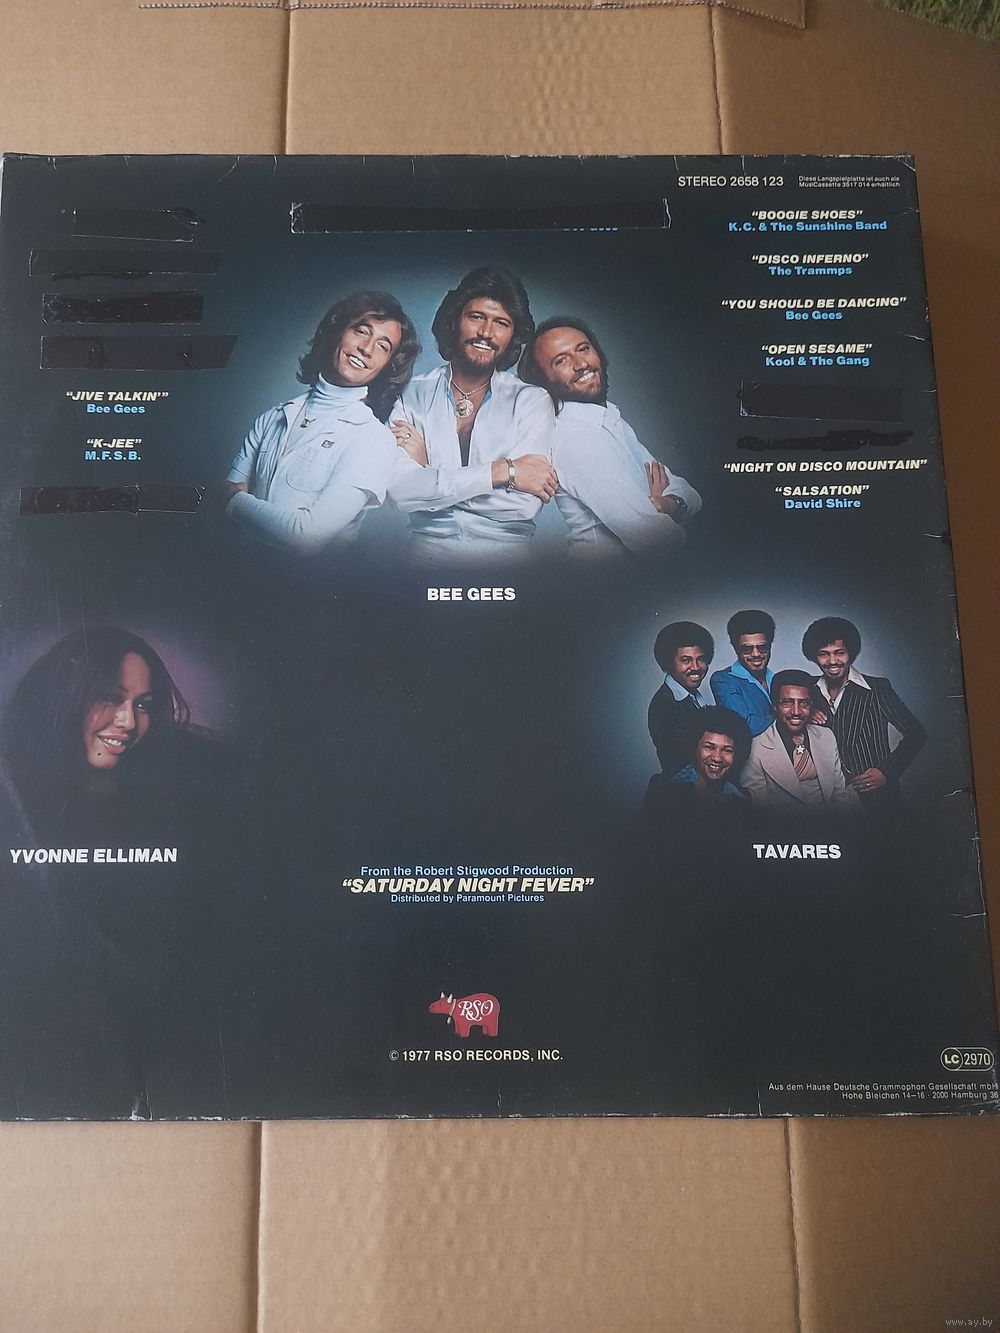 STEREO 2658 123
Diese Langspielplatte ist auch als
MusiCassette 3517 014 erhältlich.
"BOOGIE SHOES"
K.C. & The Sunshine Band
"DISCO INFERNO"
The Trammps
"YOU SHOULD BE DANCING"
Bee Gees
"OPEN SESAME"
Kool & The Gang
"JIVE TALKIN'"
Bee Gees
"K-JEE"
M.F.S.B.
"NIGHT ON DISCO MOUNTAIN"
"SALSATION"
David Shire
BEE GEES
YVONNE ELLIMAN
TAVARES
From the Robert Stigwood Production
"SATURDAY NIGHT FEVER"
Distributed by Paramount Pictures
RSO
© 1977 RSO RECORDS, INC.
LC 2970
Aus dem Hause Deutsche Grammophon Gesellschaft mbH
Hohe Bleichen 14–16 · 2000 Hamburg 36
www.ay.by